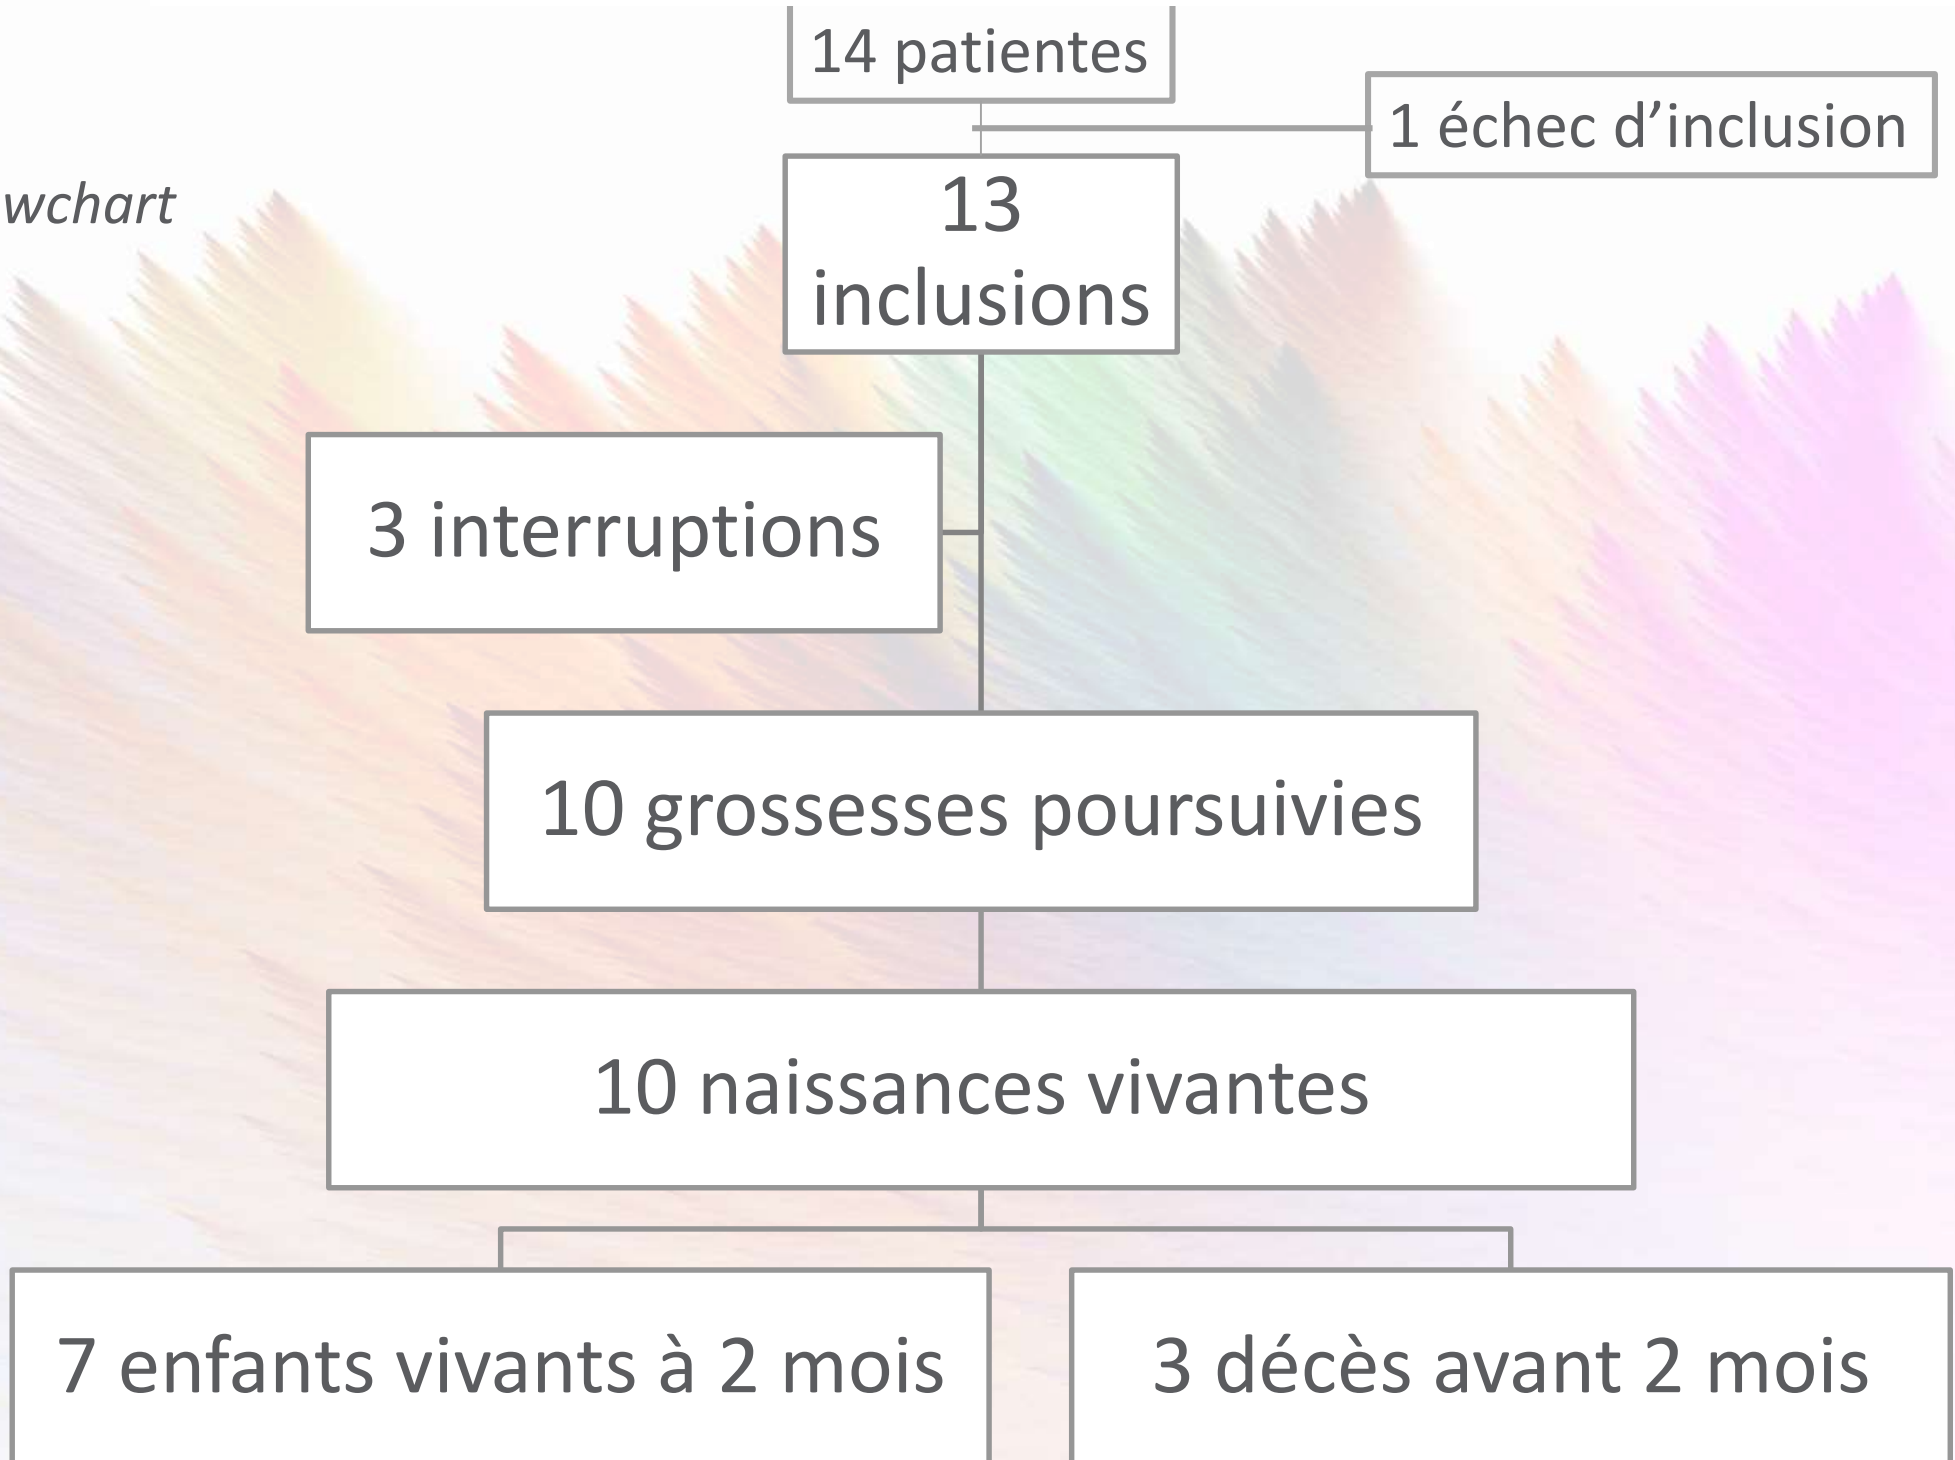 14 patientes
1 échec d’inclusion
wchart
13
inclusions
3 interruptions
10 grossesses poursuivies
10 naissances vivantes
7 enfants vivants à 2 mois
3 décès avant 2 mois